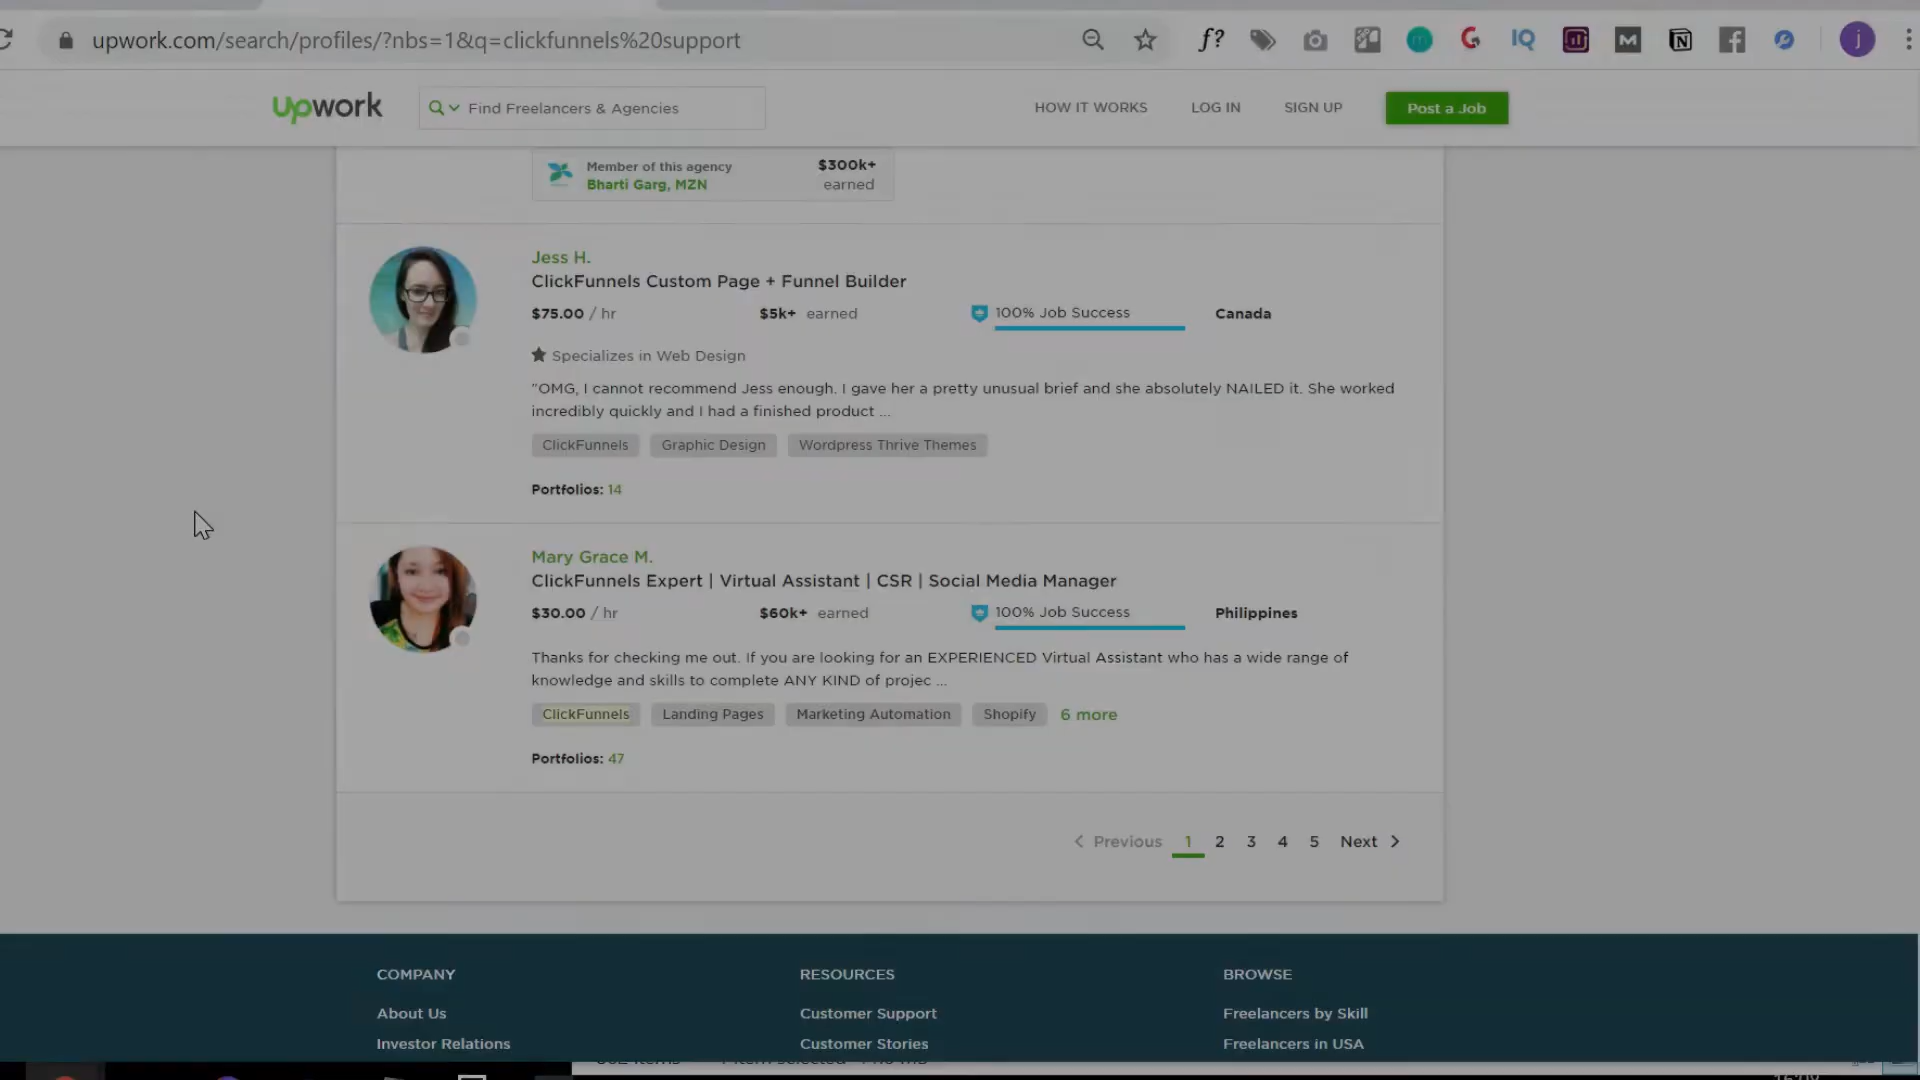 upwork.com/search/profiles/?nbs=1&q=clickfunnels%20support
f?
IQ
M
N
j
upwork
Find Freelancers & Agencies
HOW IT WORKS
LOG IN
SIGN UP
Post a Job
Member of this agency
Bharti Garg, MZN
$300k+
earned
Jess H.
ClickFunnels Custom Page + Funnel Builder
$75.00 / hr
$5k+ earned
100% Job Success
Canada
Specializes in Web Design
"OMG, I cannot recommend Jess enough. I gave her a pretty unusual brief and she absolutely NAILED it. She worked
incredibly quickly and I had a finished product ...
ClickFunnels
Graphic Design
Wordpress Thrive Themes
Portfolios: 14
Mary Grace M.
ClickFunnels Expert | Virtual Assistant | CSR | Social Media Manager
$30.00 / hr
$60k+ earned
100% Job Success
Philippines
Thanks for checking me out. If you are looking for an EXPERIENCED Virtual Assistant who has a wide range of
knowledge and skills to complete ANY KIND of projec ...
ClickFunnels
Landing Pages
Marketing Automation
Shopify
6 more
Portfolios: 47
Previous
1
2
3
4
5
Next
COMPANY
RESOURCES
BROWSE
About Us
Customer Support
Freelancers by Skill
Investor Relations
Customer Stories
Freelancers in USA